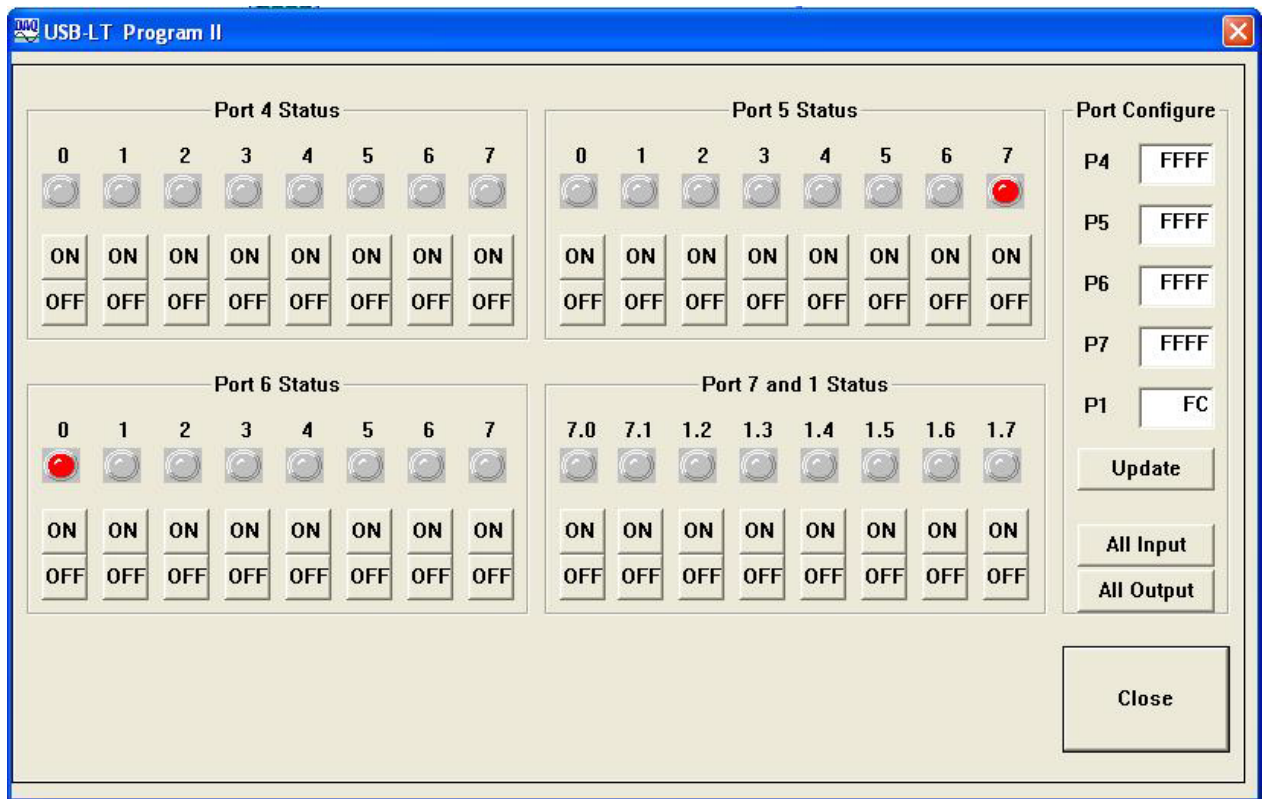 DAQ USB-LT Program II
Port 4 Status
0 1 2 3 4 5 6 7
ON ON ON ON ON ON ON ON
OFF OFF OFF OFF OFF OFF OFF OFF
Port 5 Status
0 1 2 3 4 5 6 7
ON ON ON ON ON ON ON ON
OFF OFF OFF OFF OFF OFF OFF OFF
Port 6 Status
0 1 2 3 4 5 6 7
ON ON ON ON ON ON ON ON
OFF OFF OFF OFF OFF OFF OFF OFF
Port 7 and 1 Status
7.0 7.1 1.2 1.3 1.4 1.5 1.6 1.7
ON ON ON ON ON ON ON ON
OFF OFF OFF OFF OFF OFF OFF OFF
Port Configure
P4 FFFF
P5 FFFF
P6 FFFF
P7 FFFF
P1 FC
Update
All Input
All Output
Close